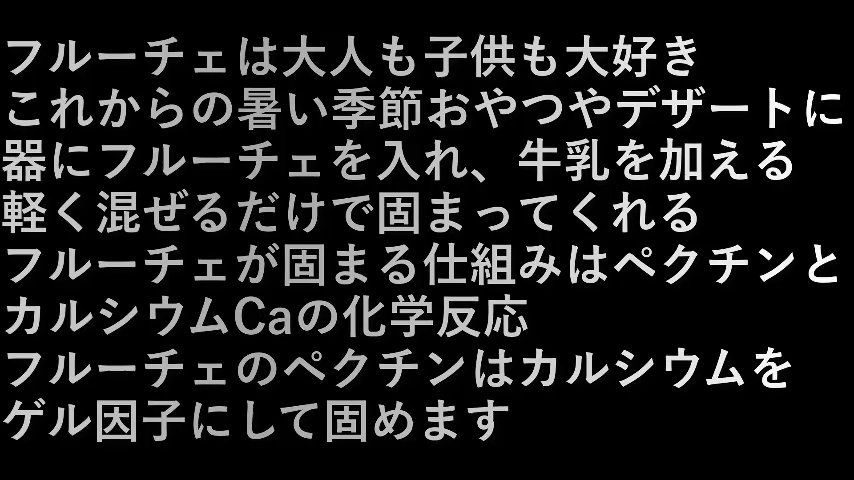 フルーチェは大人も子供も大好き
これからの暑い季節おやつやデザートに
器にフルーチェを入れ、牛乳を加える
軽く混ぜるだけで固まってくれる
フルーチェが固まる仕組みはペクチンと
カルシウムCaの化学反応
フルーチェのペクチンはカルシウムを
ゲル因子にして固めます